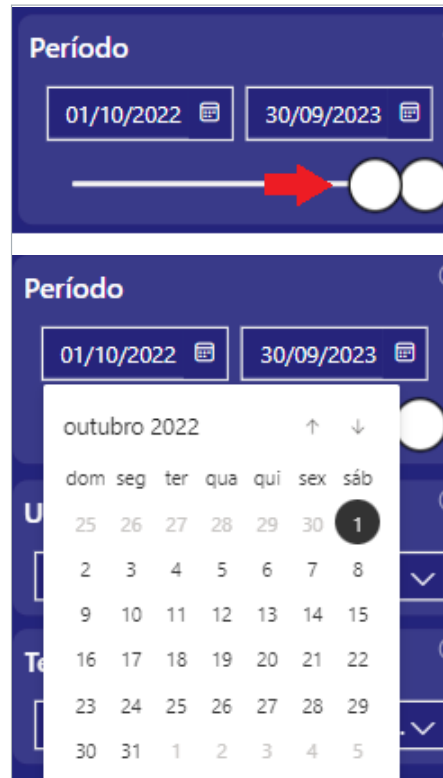 Período
01/10/2022 30/09/2023
Período
01/10/2022 30/09/2023
outubro 2022
dom seg ter qua qui sex sáb
25 26 27 28 29 30 1
2 3 4 5 6 7 8
9 10 11 12 13 14 15
16 17 18 19 20 21 22
23 24 25 26 27 28 29
30 31 1 2 3 4 5